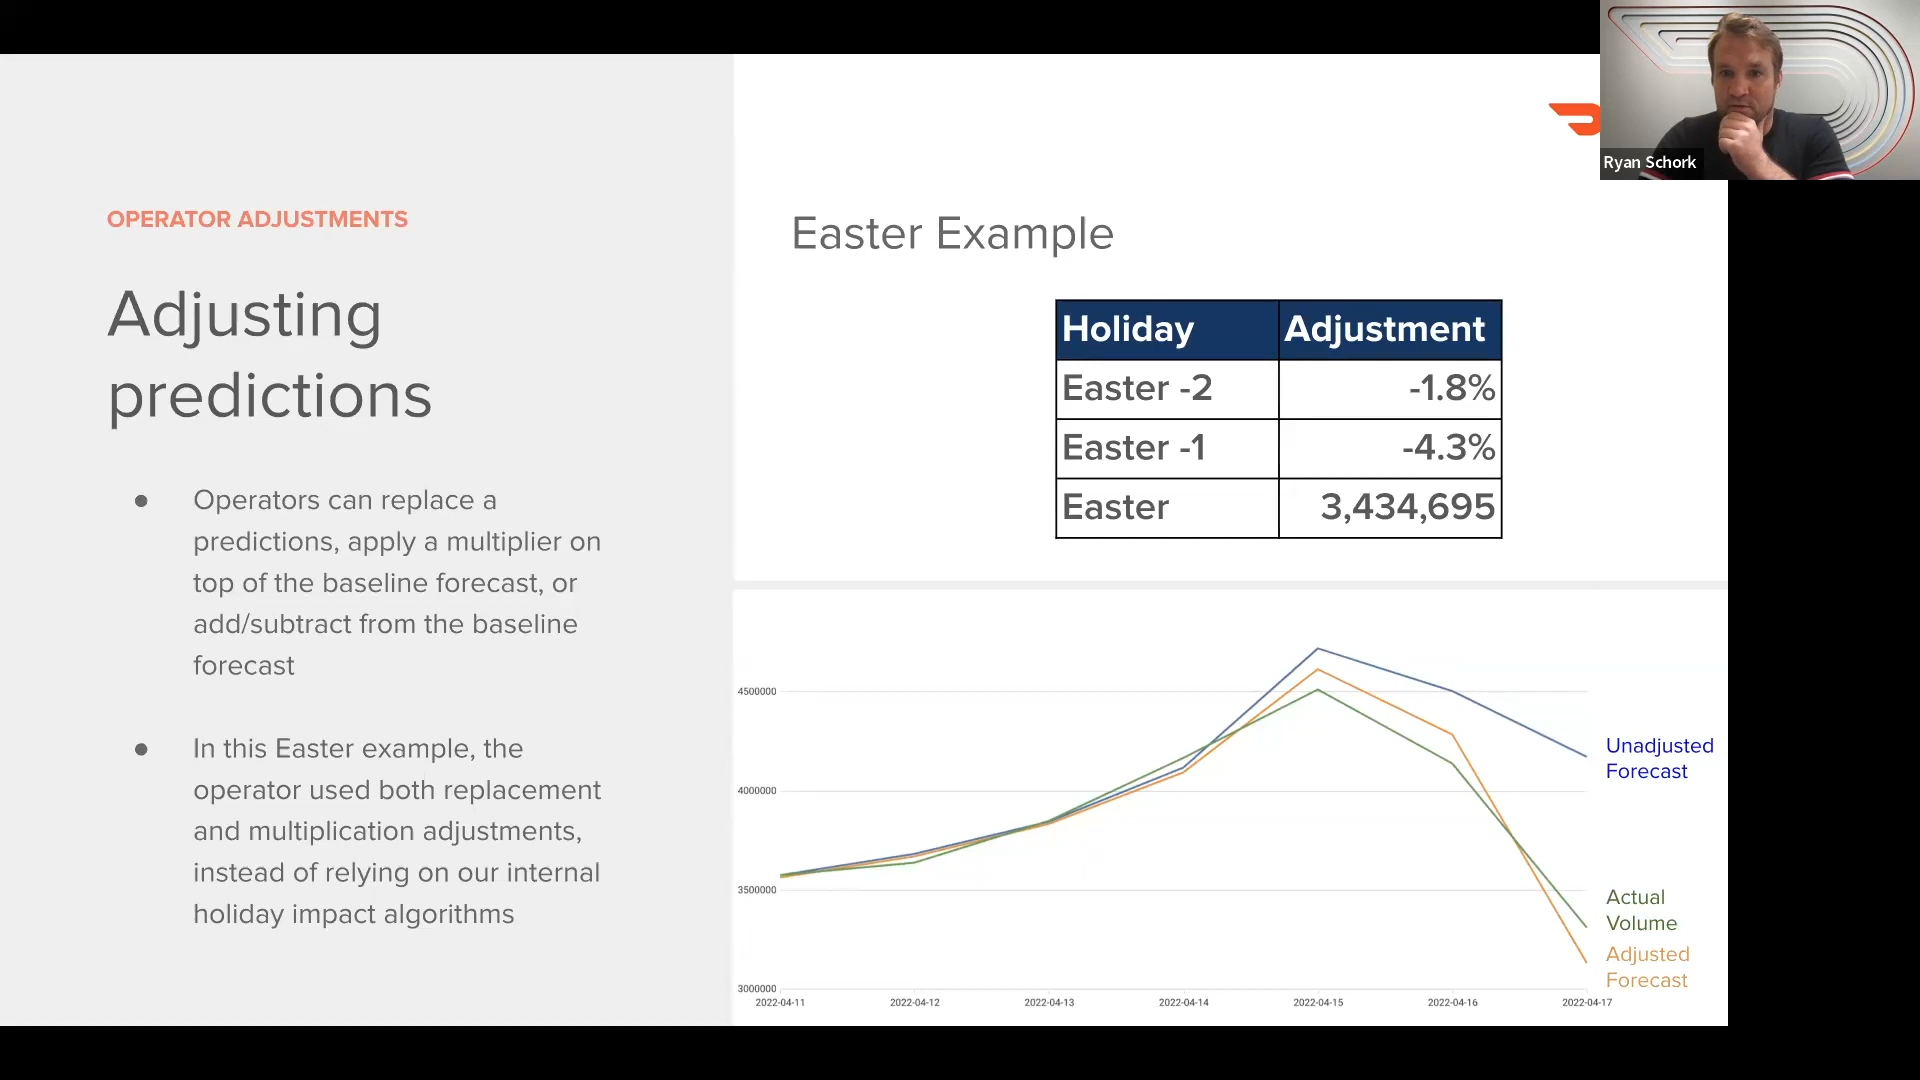 Ryan Schork
OPERATOR ADJUSTMENTS
Adjusting
predictions
● Operators can replace a
predictions, apply a multiplier on
top of the baseline forecast, or
add/subtract from the baseline
forecast
● In this Easter example, the
operator used both replacement
and multiplication adjustments,
instead of relying on our internal
holiday impact algorithms
Easter Example
Holiday Adjustment
Easter -2 -1.8%
Easter -1 -4.3%
Easter 3,434,695
4500000
4000000
3500000
3000000
2022-04-11 2022-04-12 2022-04-13 2022-04-14 2022-04-15 2022-04-16 2022-04-17
Unadjusted
Forecast
Actual
Volume
Adjusted
Forecast